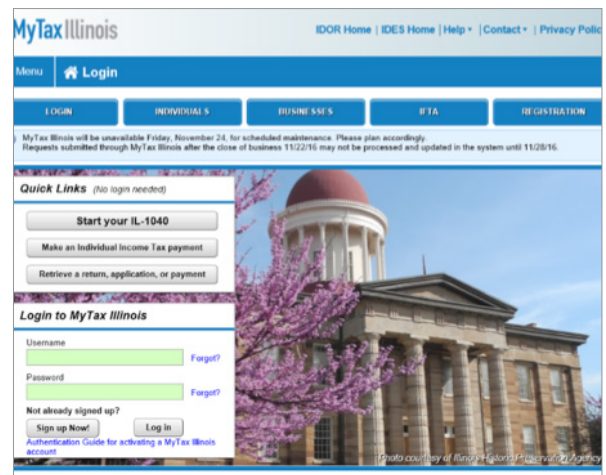 MyTax Illinois
IDOR Home | IDES Home | Help | Contact | Privacy Polic
Menu Login
LOGIN INDIVIDUALS BUSINESSES IFTA REGISTRATION
MyTax Illinois will be unavailable Friday, November 24, for scheduled maintenance. Please plan accordingly.
Requests submitted through MyTax Illinois after the close of business 11/22/16 may not be processed and updated in the system until 11/28/16.
Quick Links (No login needed)
Start your IL-1040
Make an Individual Income Tax payment
Retrieve a return, application, or payment
Login to MyTax Illinois
Username
Forgot?
Password
Forgot?
Not already signed up?
Sign up Now! Log in
Authentication Guide for activating a MyTax Illinois
account
Photo courtesy of Illinois Historic Preservation Agency